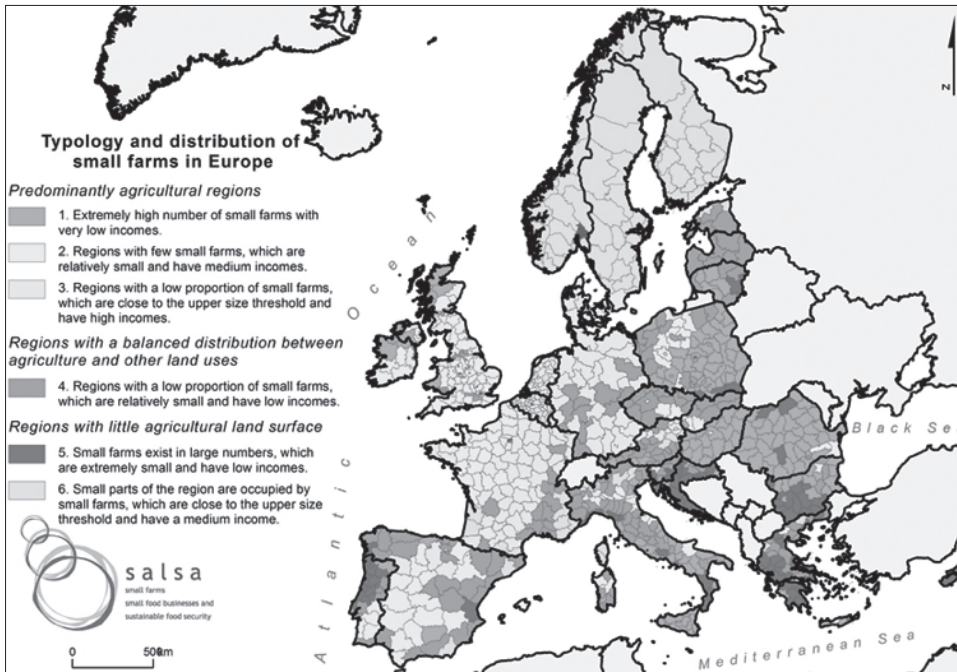 Typology and distribution of
small farms in Europe
Predominantly agricultural regions
1. Extremely high number of small farms with
very low incomes.
2. Regions with few small farms, which are
relatively small and have medium incomes.
3. Regions with a low proportion of small farms,
which are close to the upper size threshold and
have high incomes.
Regions with a balanced distribution between
agriculture and other land uses
4. Regions with a low proportion of small farms,
which are relatively small and have low incomes.
Regions with little agricultural land surface
5. Small farms exist in large numbers, which
are extremely small and have low incomes.
6. Small parts of the region are occupied by
small farms, which are close to the upper size
threshold and have a medium income.
salsa
small farms
small food businesses and
sustainable food security
0 500km
Atlantic
Ocean
N
Black Se
Mediterranean Sea